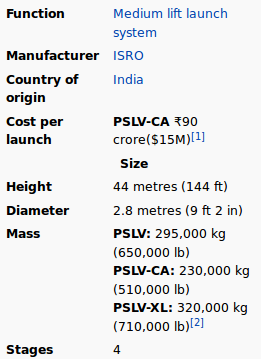 Function Medium lift launch
system
Manufacturer ISRO
Country of India
origin
Cost per PSLV-CA ₹90
launch crore($15M)[1]
Size
Height 44 metres (144 ft)
Diameter 2.8 metres (9 ft 2 in)
Mass PSLV: 295,000 kg
(650,000 lb)
PSLV-CA: 230,000 kg
(510,000 lb)
PSLV-XL: 320,000 kg
(710,000 lb)[2]
Stages 4